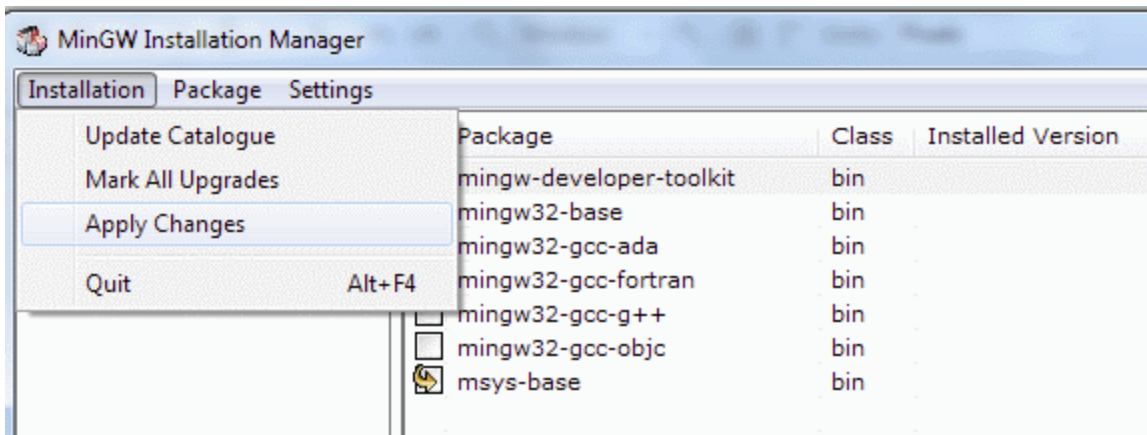 MinGW Installation Manager
Installation Package Settings
Update Catalogue
Mark All Upgrades
Apply Changes
Quit Alt+F4
Package Class Installed Version
mingw-developer-toolkit bin
mingw32-base bin
mingw32-gcc-ada bin
mingw32-gcc-fortran bin
mingw32-gcc-g++ bin
mingw32-gcc-objc bin
msys-base bin